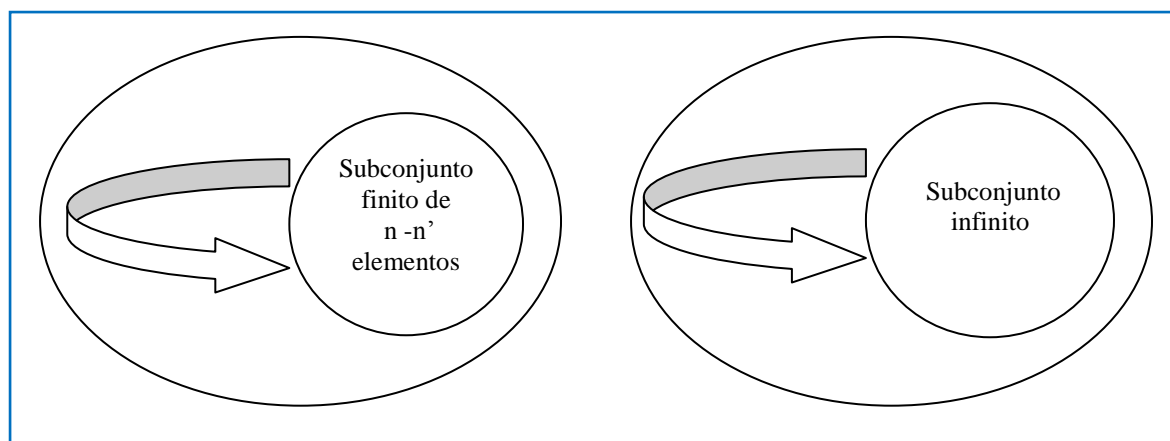 Subconjunto
finito de
n -n’
elementos
Subconjunto
infinito